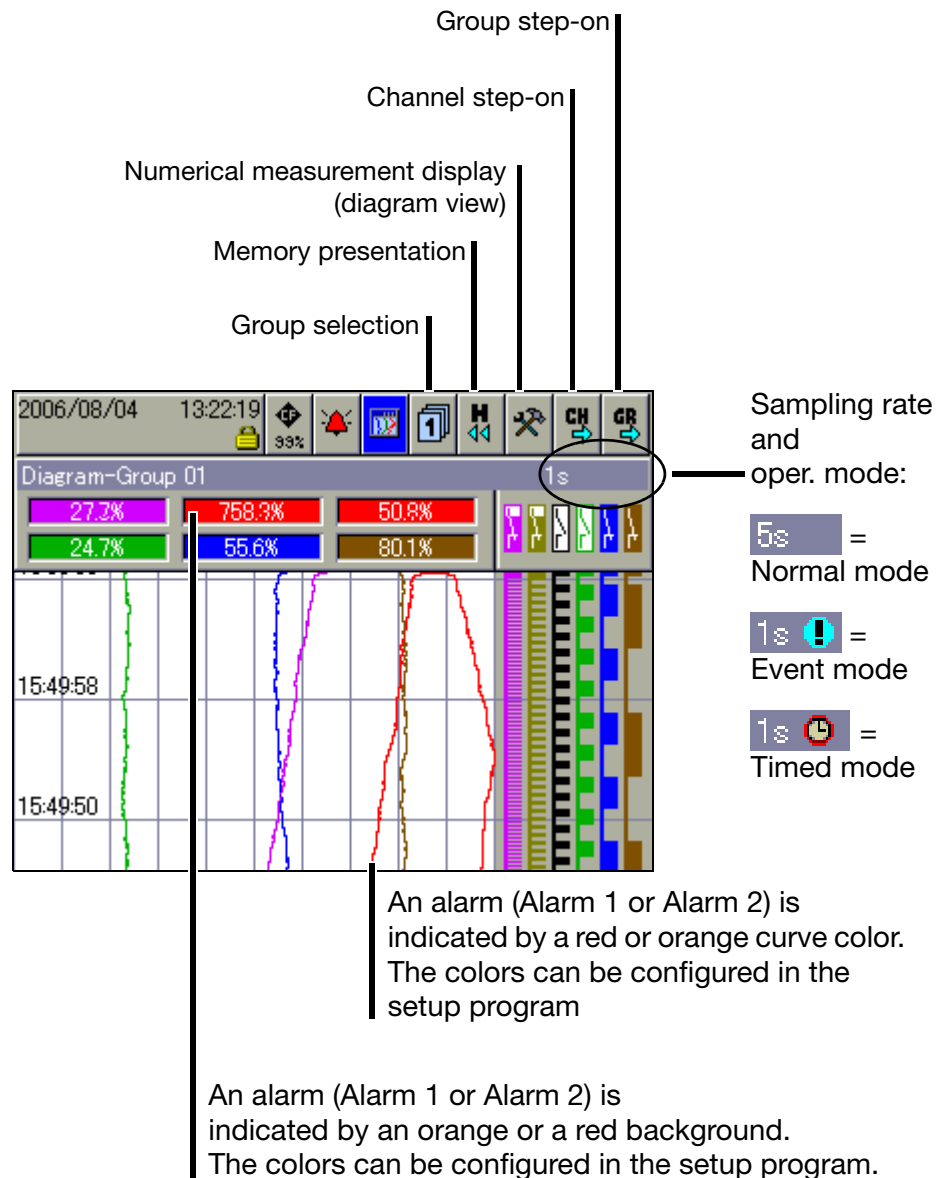 Group step-on
Channel step-on
Numerical measurement display
(diagram view)
Memory presentation
Group selection
2006/08/04 13:22:19
99%
1
H
CH
GR
Diagram-Group 01 1s
27.7% 758.9% 50.8%
24.7% 55.6% 80.1%
15:49:58
15:49:50
Sampling rate
and
oper. mode:
5s =
Normal mode
1s ! =
Event mode
1s =
Timed mode
An alarm (Alarm 1 or Alarm 2) is
indicated by a red or orange curve color.
The colors can be configured in the
setup program
An alarm (Alarm 1 or Alarm 2) is
indicated by an orange or a red background.
The colors can be configured in the setup program.